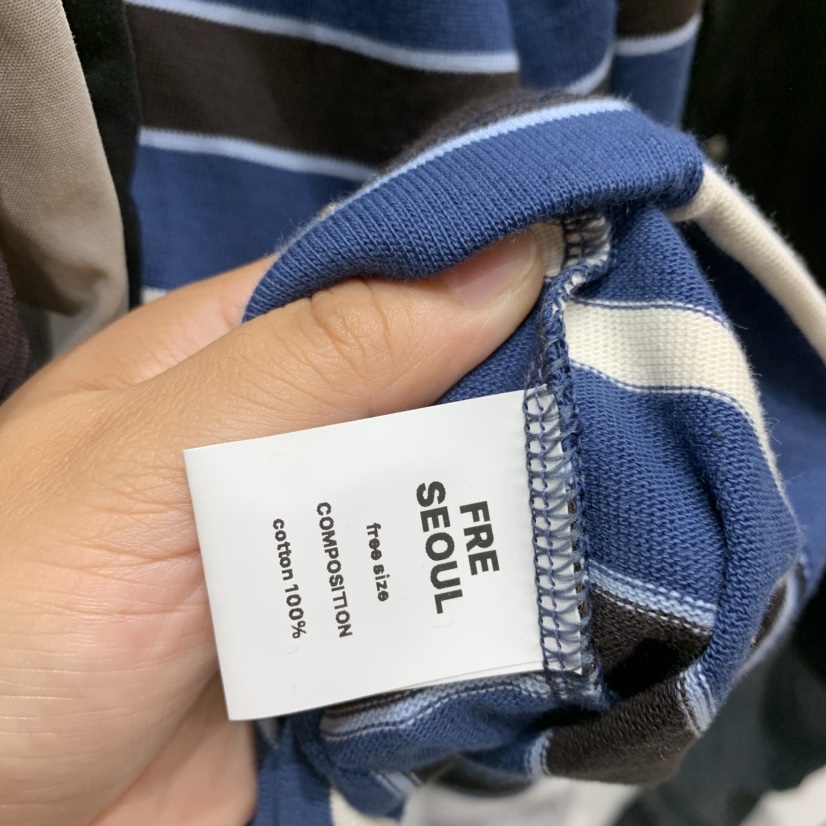 FRE
SEOUL
free size
COMPOSITION
cotton 100%